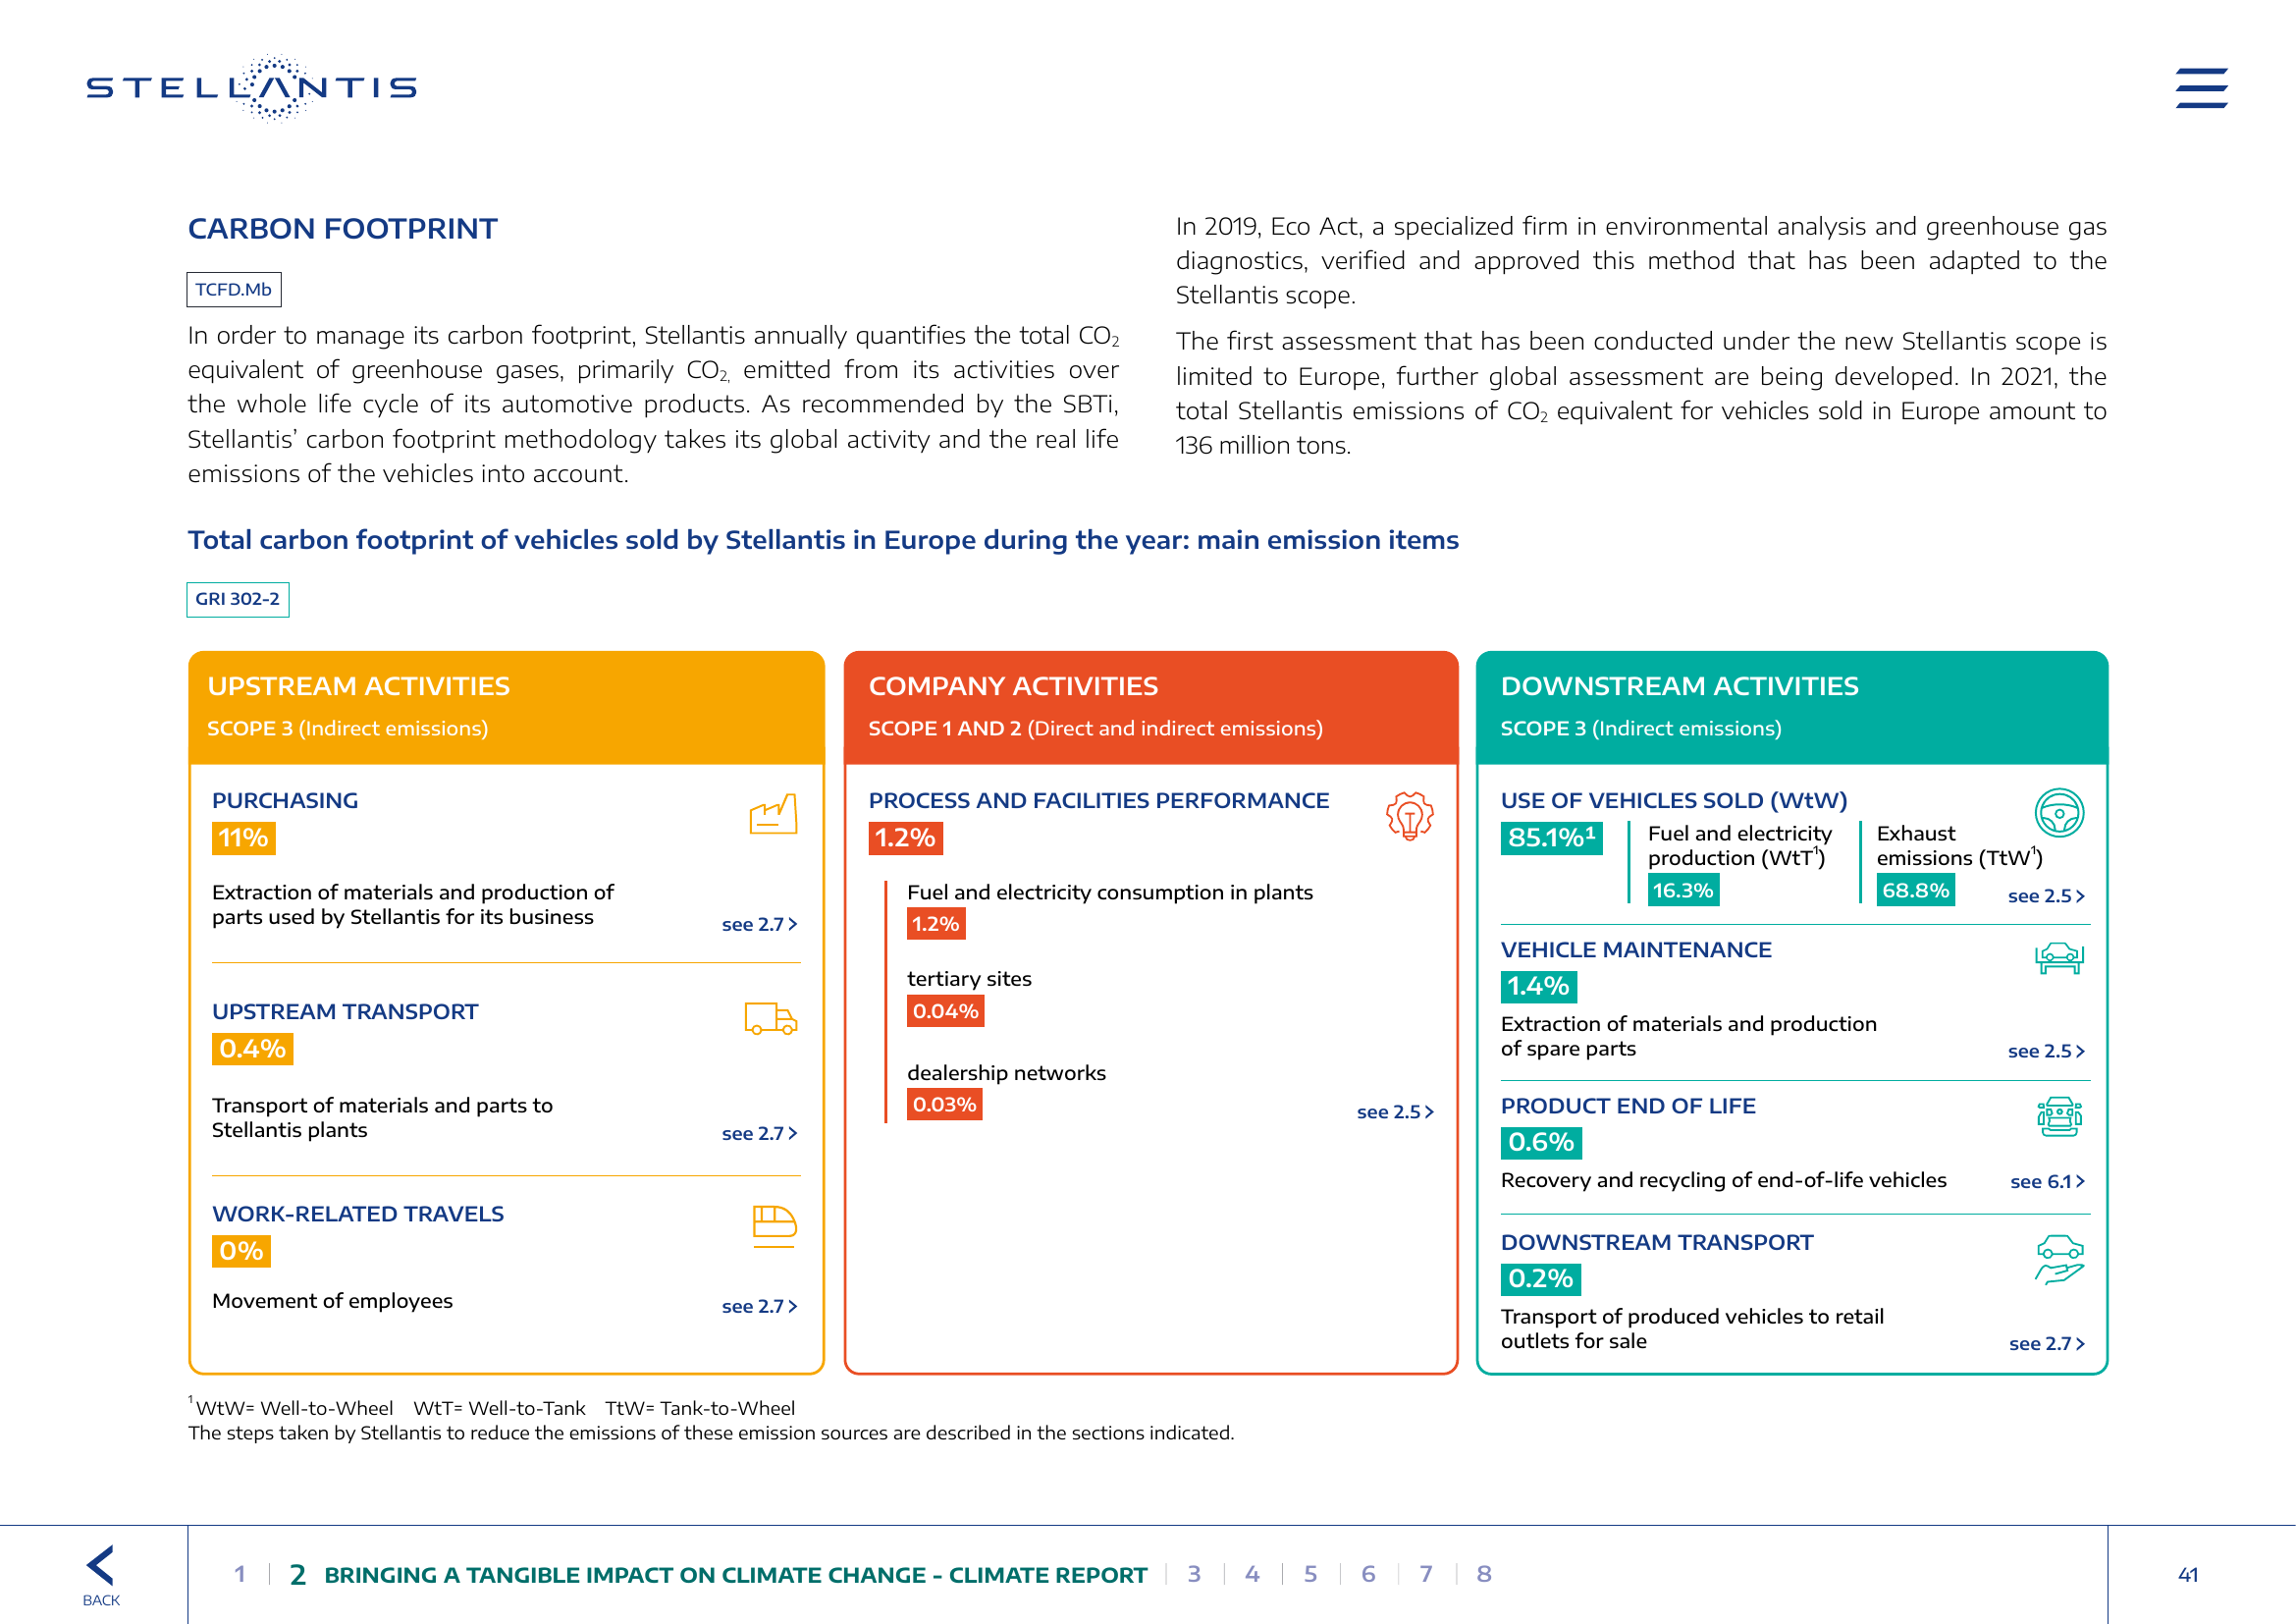 STELLANTIS
CARBON FOOTPRINT
TCFD.Mb
In order to manage its carbon footprint, Stellantis annually quantifies the total CO₂
equivalent of greenhouse gases, primarily CO₂, emitted from its activities over
the whole life cycle of its automotive products. As recommended by the SBTi,
Stellantis’ carbon footprint methodology takes its global activity and the real life
emissions of the vehicles into account.
In 2019, Eco Act, a specialized firm in environmental analysis and greenhouse gas
diagnostics, verified and approved this method that has been adapted to the
Stellantis scope.
The first assessment that has been conducted under the new Stellantis scope is
limited to Europe, further global assessment are being developed. In 2021, the
total Stellantis emissions of CO₂ equivalent for vehicles sold in Europe amount to
136 million tons.
Total carbon footprint of vehicles sold by Stellantis in Europe during the year: main emission items
GRI 302-2
UPSTREAM ACTIVITIES
SCOPE 3 (Indirect emissions)
PURCHASING
11%
Extraction of materials and production of
parts used by Stellantis for its business
see 2.7 >
UPSTREAM TRANSPORT
0.4%
Transport of materials and parts to
Stellantis plants
see 2.7 >
WORK-RELATED TRAVELS
0%
Movement of employees
see 2.7 >
COMPANY ACTIVITIES
SCOPE 1 AND 2 (Direct and indirect emissions)
PROCESS AND FACILITIES PERFORMANCE
1.2%
Fuel and electricity consumption in plants
1.2%
tertiary sites
0.04%
dealership networks
0.03%
see 2.5 >
DOWNSTREAM ACTIVITIES
SCOPE 3 (Indirect emissions)
USE OF VEHICLES SOLD (WtW)
85.1%¹
Fuel and electricity
production (WtT¹)
16.3%
Exhaust
emissions (TtW¹)
68.8%
see 2.5 >
VEHICLE MAINTENANCE
1.4%
Extraction of materials and production
of spare parts
see 2.5 >
PRODUCT END OF LIFE
0.6%
Recovery and recycling of end-of-life vehicles
see 6.1 >
DOWNSTREAM TRANSPORT
0.2%
Transport of produced vehicles to retail
outlets for sale
see 2.7 >
¹ WtW= Well-to-Wheel WtT= Well-to-Tank TtW= Tank-to-Wheel
The steps taken by Stellantis to reduce the emissions of these emission sources are described in the sections indicated.
BACK
1 | 2 BRINGING A TANGIBLE IMPACT ON CLIMATE CHANGE - CLIMATE REPORT | 3 | 4 | 5 | 6 | 7 | 8
41